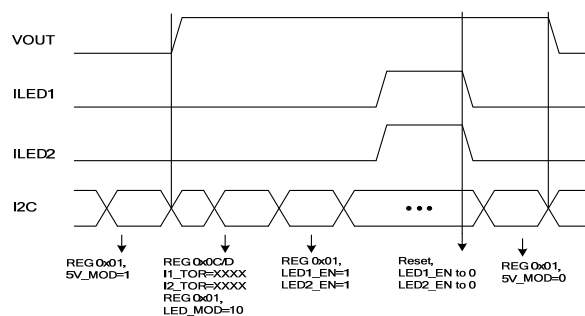 VOUT
ILED1
ILED2
I2C
•••
REG 0x01,
5V_MOD=1
REG 0x0C/D
I1_TOR=XXXX
I2_TOR=XXXX
REG 0x01,
LED_MOD=10
REG 0x01,
LED1_EN=1
LED2_EN=1
Reset,
LED1_EN to 0
LED2_EN to 0
REG 0x01,
5V_MOD=0